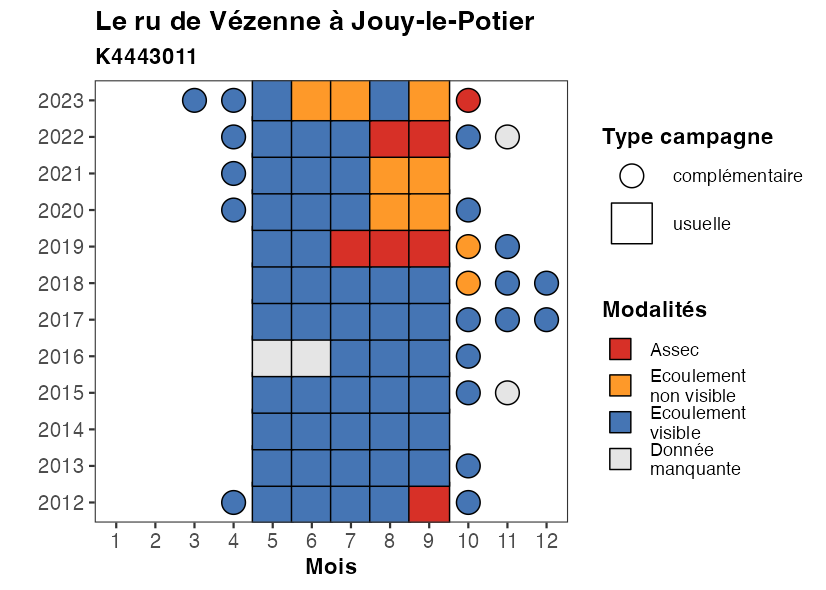 Le ru de Vézenne à Jouy-le-Potier
K4443011
2023
2022
2021
2020
2019
2018
2017
2016
2015
2014
2013
2012
1 2 3 4 5 6 7 8 9 10 11 12
Mois
Type campagne
complémentaire
usuelle
Modalités
Assec
Ecoulement
non visible
Ecoulement
visible
Donnée
manquante